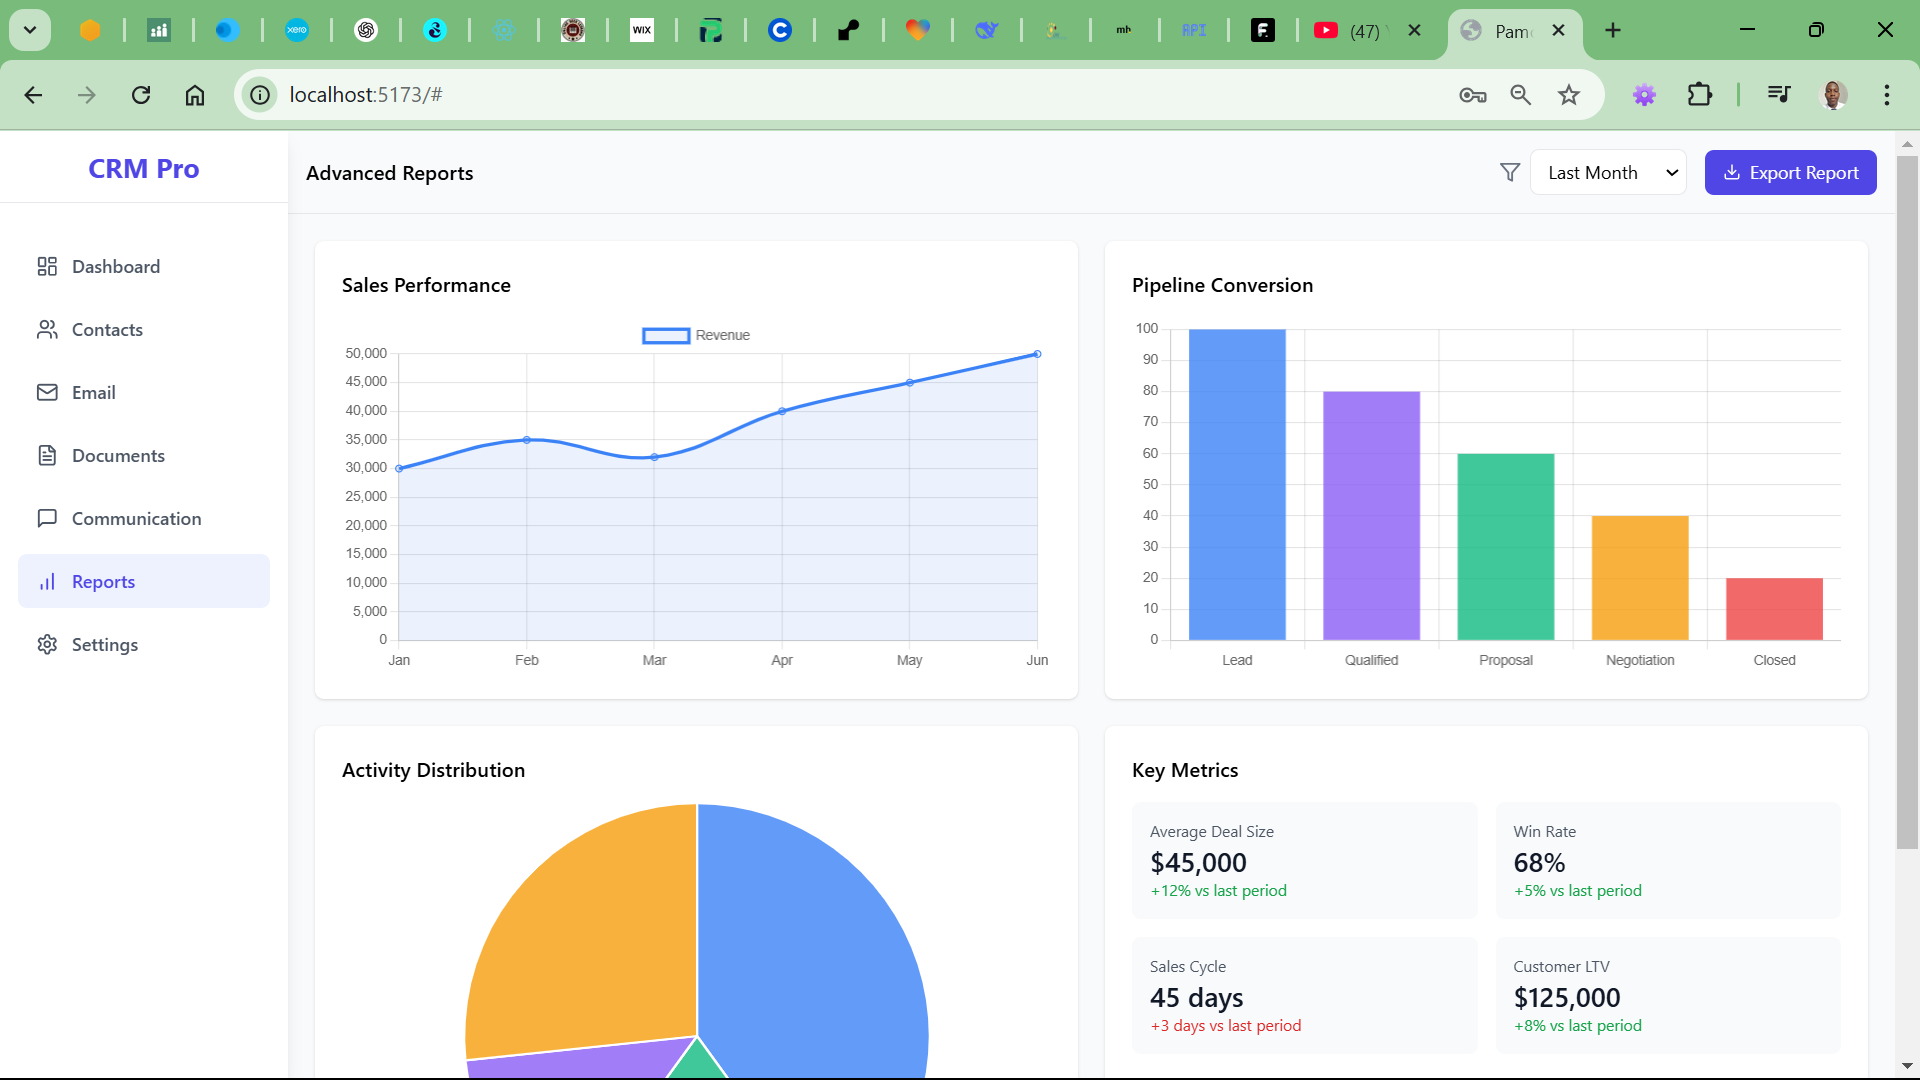 xero
WIX
mh
API
F.
(47)
Pam
localhost:5173/#
CRM Pro
Dashboard
Contacts
Email
Documents
Communication
Reports
Settings
Advanced Reports
Last Month
Export Report
Sales Performance
Revenue
50,000
45,000
40,000
35,000
30,000
25,000
20,000
15,000
10,000
5,000
0
Jan Feb Mar Apr May Jun
Pipeline Conversion
100
90
80
70
60
50
40
30
20
10
0
Lead Qualified Proposal Negotiation Closed
Activity Distribution
Key Metrics
Average Deal Size
$45,000
+12% vs last period
Win Rate
68%
+5% vs last period
Sales Cycle
45 days
+3 days vs last period
Customer LTV
$125,000
+8% vs last period